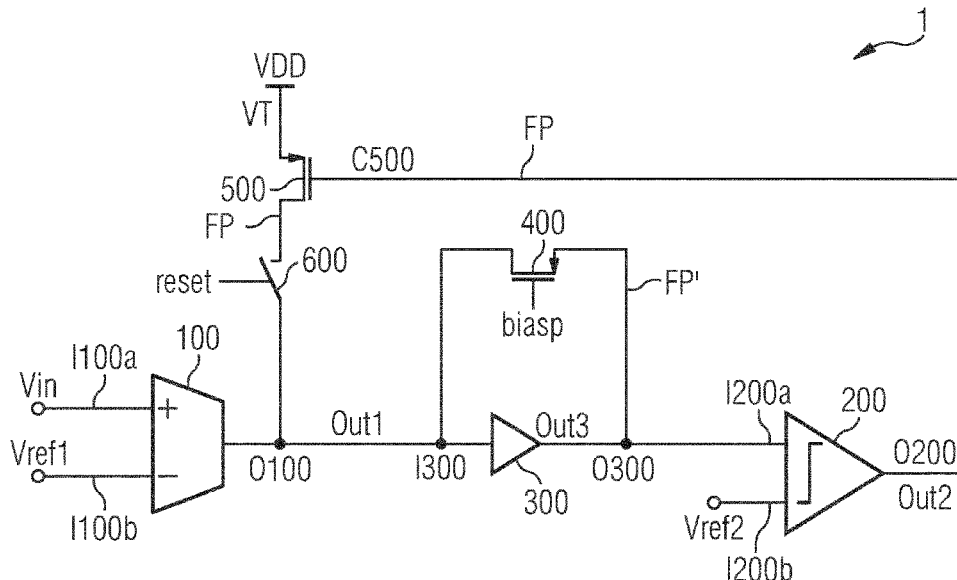 1
VDD
VT
FP
C500
500
400
FP
600
reset
FP'
biasp
100
I100a
Vin
I200a
200
+
Out1
Out3
O200
Vref1
−
O100
I300
O300
Out2
300
Vref2
I100b
I200b